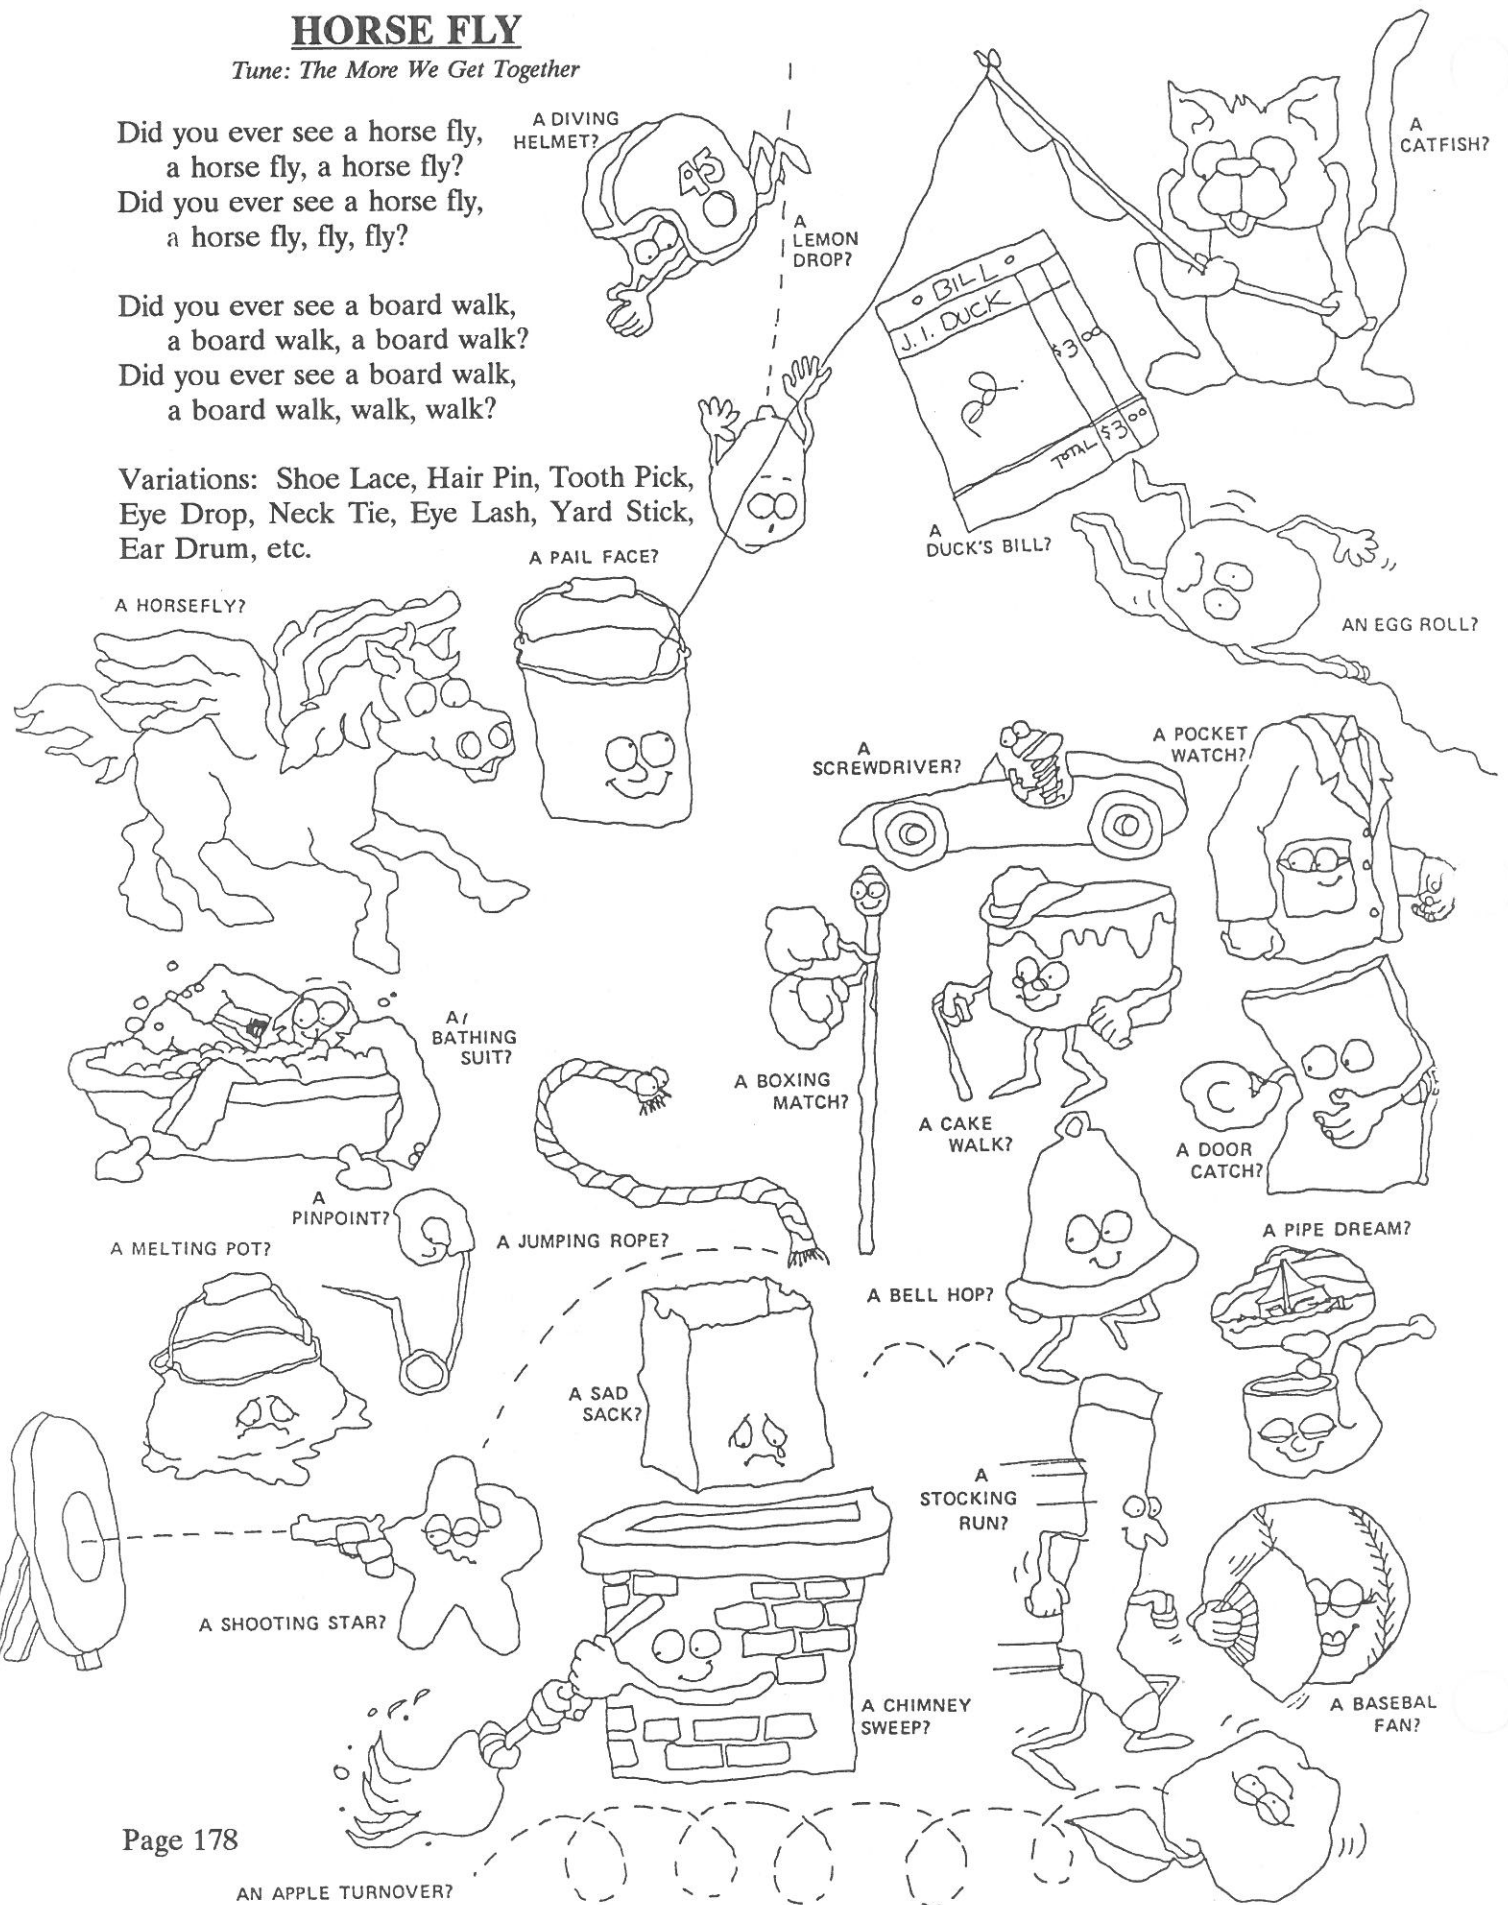 HORSE FLY
Tune: The More We Get Together
Did you ever see a horse fly,
a horse fly, a horse fly?
Did you ever see a horse fly,
a horse fly, fly, fly?
Did you ever see a board walk,
a board walk, a board walk?
Did you ever see a board walk,
a board walk, walk, walk?
Variations: Shoe Lace, Hair Pin, Tooth Pick,
Eye Drop, Neck Tie, Eye Lash, Yard Stick,
Ear Drum, etc.
A DIVING
HELMET?
45
A
LEMON
DROP?
A
CATFISH?
BILL
J. I. DUCK
$3 00
pd.
TOTAL $3 00
A
DUCK'S BILL?
A PAIL FACE?
A HORSEFLY?
AN EGG ROLL?
A
SCREWDRIVER?
A POCKET
WATCH?
A
BATHING
SUIT?
A BOXING
MATCH?
A CAKE
WALK?
A DOOR
CATCH?
A
PINPOINT?
A MELTING POT?
A JUMPING ROPE?
A BELL HOP?
A PIPE DREAM?
A SAD
SACK?
A
STOCKING
RUN?
A SHOOTING STAR?
A CHIMNEY
SWEEP?
A BASEBAL
FAN?
Page 178
AN APPLE TURNOVER?